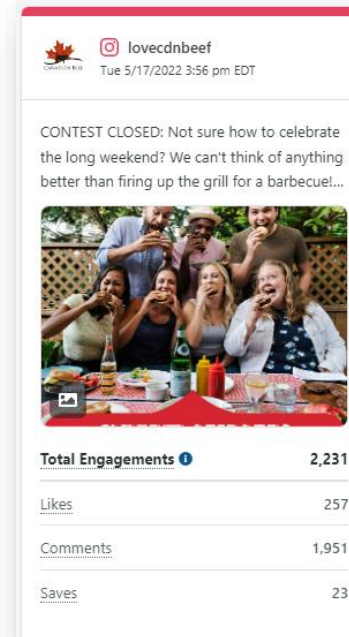 CANADIAN BEEF
lovecdnbeef
Tue 5/17/2022 3:56 pm EDT
CONTEST CLOSED: Not sure how to celebrate
the long weekend? We can't think of anything
better than firing up the grill for a barbecue!...
Total Engagements
2,231
Likes
257
Comments
1,951
Saves
23